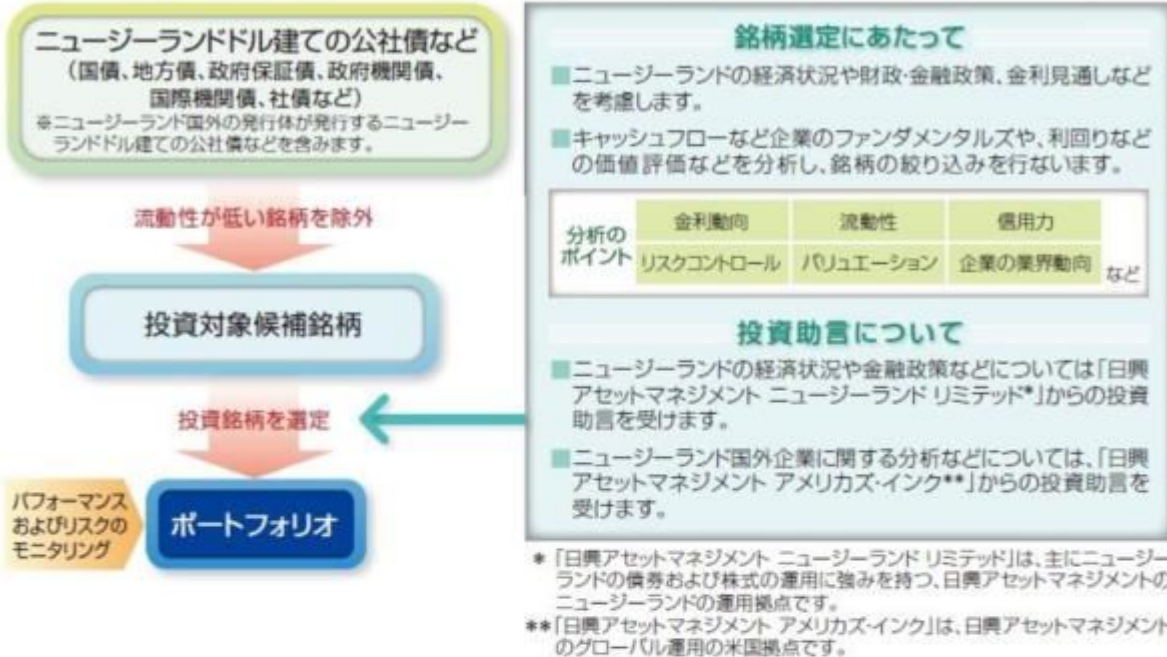 ニュージーランドドル建ての公社債など
(国債、地方債、政府保証債、政府機関債、
国際機関債、社債など)
※ニュージーランド国外の発行体が発行するニュージー
ランドドル建ての公社債などを含みます。
流動性が低い銘柄を除外
投資対象候補銘柄
投資銘柄を選定
パフォーマンス
およびリスクの
モニタリング
ポートフォリオ
銘柄選定にあたって
■ニュージーランドの経済状況や財政・金融政策、金利見通しなど
を考慮します。
■キャッシュフローなど企業のファンダメンタルズや、利回りなど
の価値評価などを分析し、銘柄の絞り込みを行ないます。
分析の
ポイント
金利動向 流動性 信用力
リスクコントロール バリュエーション 企業の業界動向 など
投資助言について
■ニュージーランドの経済状況や金融政策などについては「日興
アセットマネジメント ニュージーランド リミテッド*」からの投資
助言を受けます。
■ニュージーランド国外企業に関する分析などについては、「日興
アセットマネジメント アメリカズ・インク**」からの投資助言を
受けます。
* 「日興アセットマネジメント ニュージーランド リミテッド」は、主にニュージー
ランドの債券および株式の運用に強みを持つ、日興アセットマネジメントの
ニュージーランドの運用拠点です。
**「日興アセットマネジメント アメリカズ・インク」は、日興アセットマネジメント
のグローバル運用の米国拠点です。